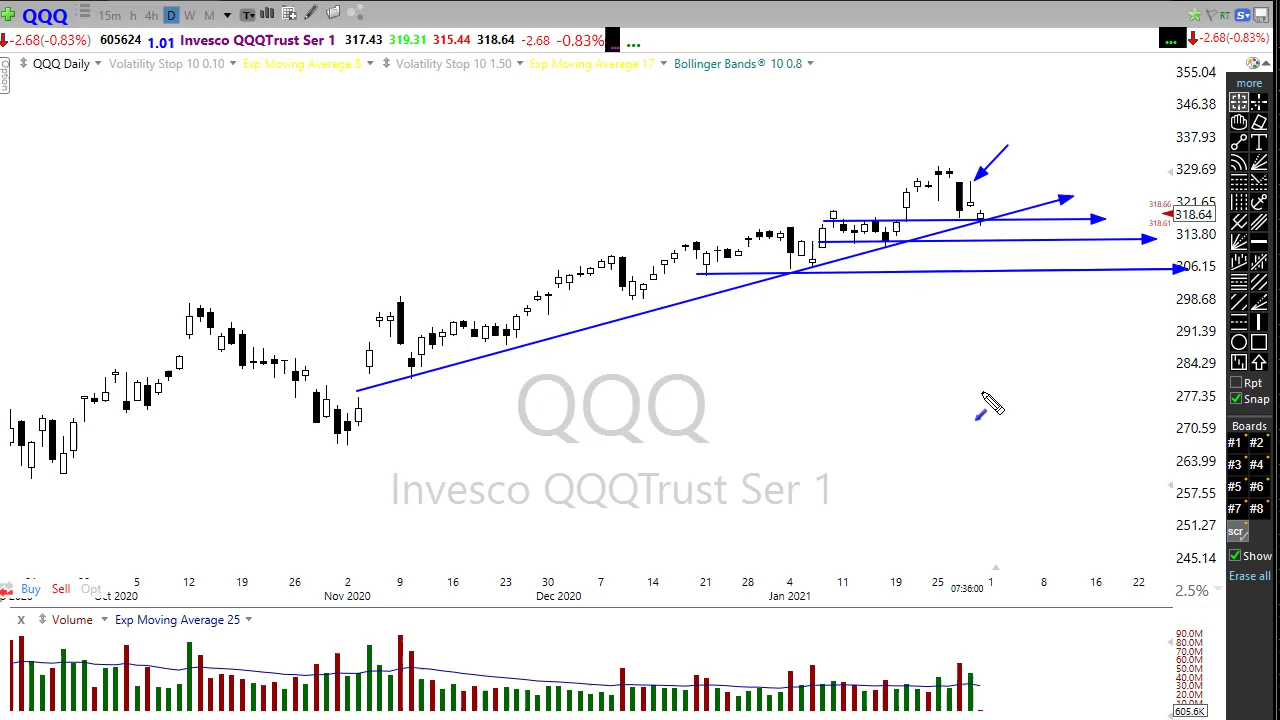 QQQ 15m h 4h D W M T RT S
-2.68(-0.83%) 605624 1.01 Invesco QQQTrust Ser 1 317.43 319.31 315.44 318.64 -2.68 -0.83% ... ... -2.68(-0.83%)
Option
QQQ Daily Volatility Stop 10 0.10 Exp Moving Average 8 Volatility Stop 10 1.50 Exp Moving Average 17 Bollinger Bands® 10 0.8
355.04
346.38
337.93
329.69
321.65
318.66
318.64
318.61
313.80
306.15
298.68
291.39
284.29
277.35
270.59
263.99
257.55
251.27
245.14
more
Rpt
Snap
Boards
#1 #2
#3 #4
#5 #6
#7 #8
scr
Show
Erase all
QQQ
Invesco QQQTrust Ser 1
5 12 19 26 2 9 16 23 30 7 14 21 28 4 11 19 25 07:36:00 1 8 16 22
Oct 2020 Nov 2020 Dec 2020 Jan 2021
Buy Sell Opt
2.5%
x Volume Exp Moving Average 25
90.0M
80.0M
70.0M
60.0M
50.0M
40.0M
30.0M
20.0M
10.0M
605.6K